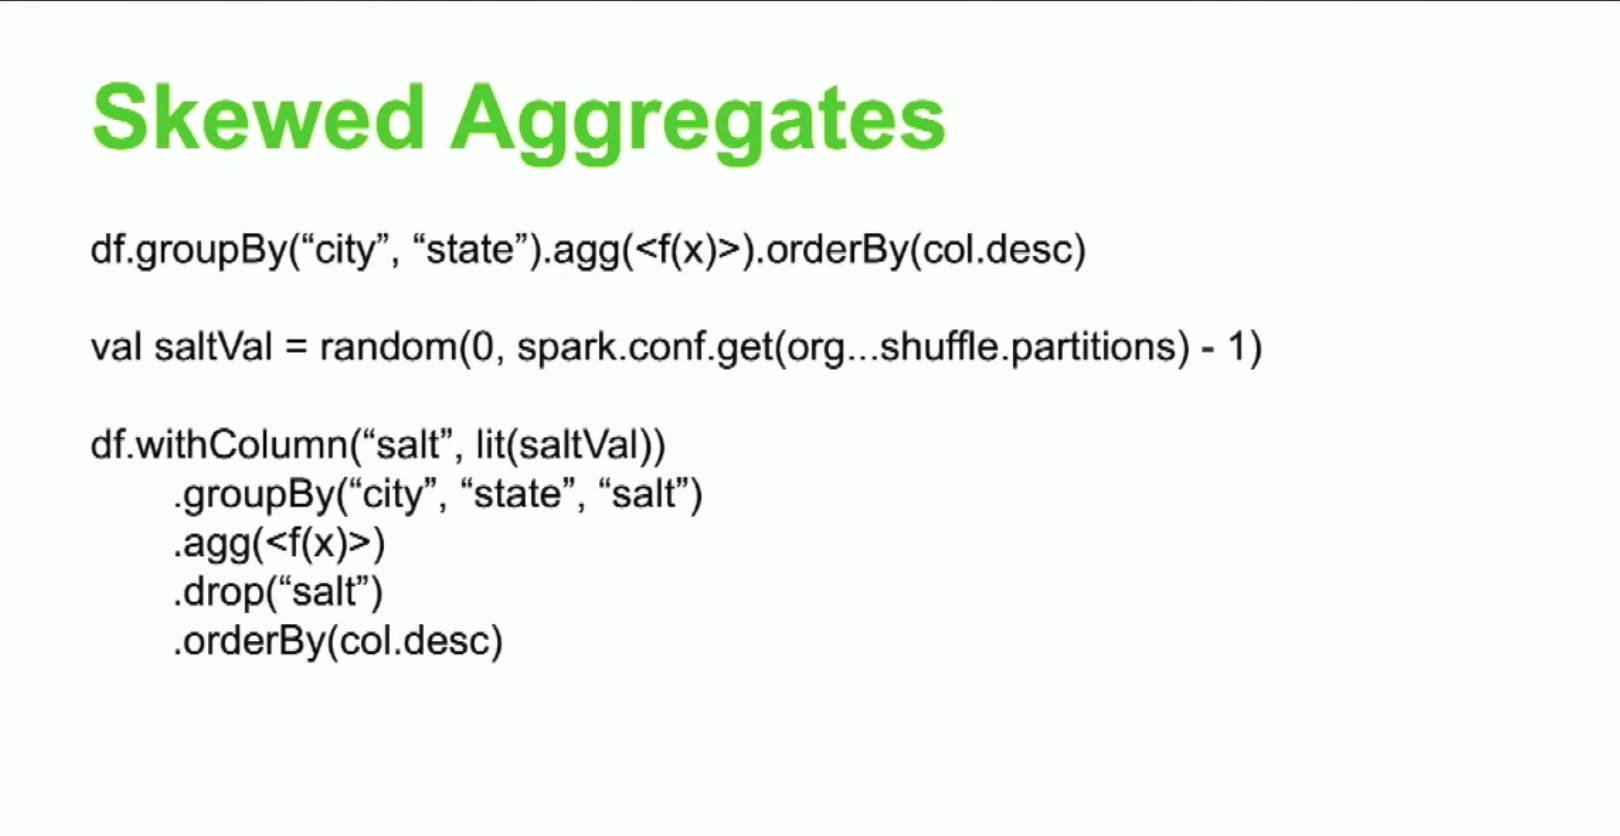 Skewed Aggregates
df.groupBy(“city”, “state”).agg(<f(x)>).orderBy(col.desc)
val saltVal = random(0, spark.conf.get(org...shuffle.partitions) - 1)
df.withColumn(“salt”, lit(saltVal))
.groupBy(“city”, “state”, “salt”)
.agg(<f(x)>)
.drop(“salt”)
.orderBy(col.desc)